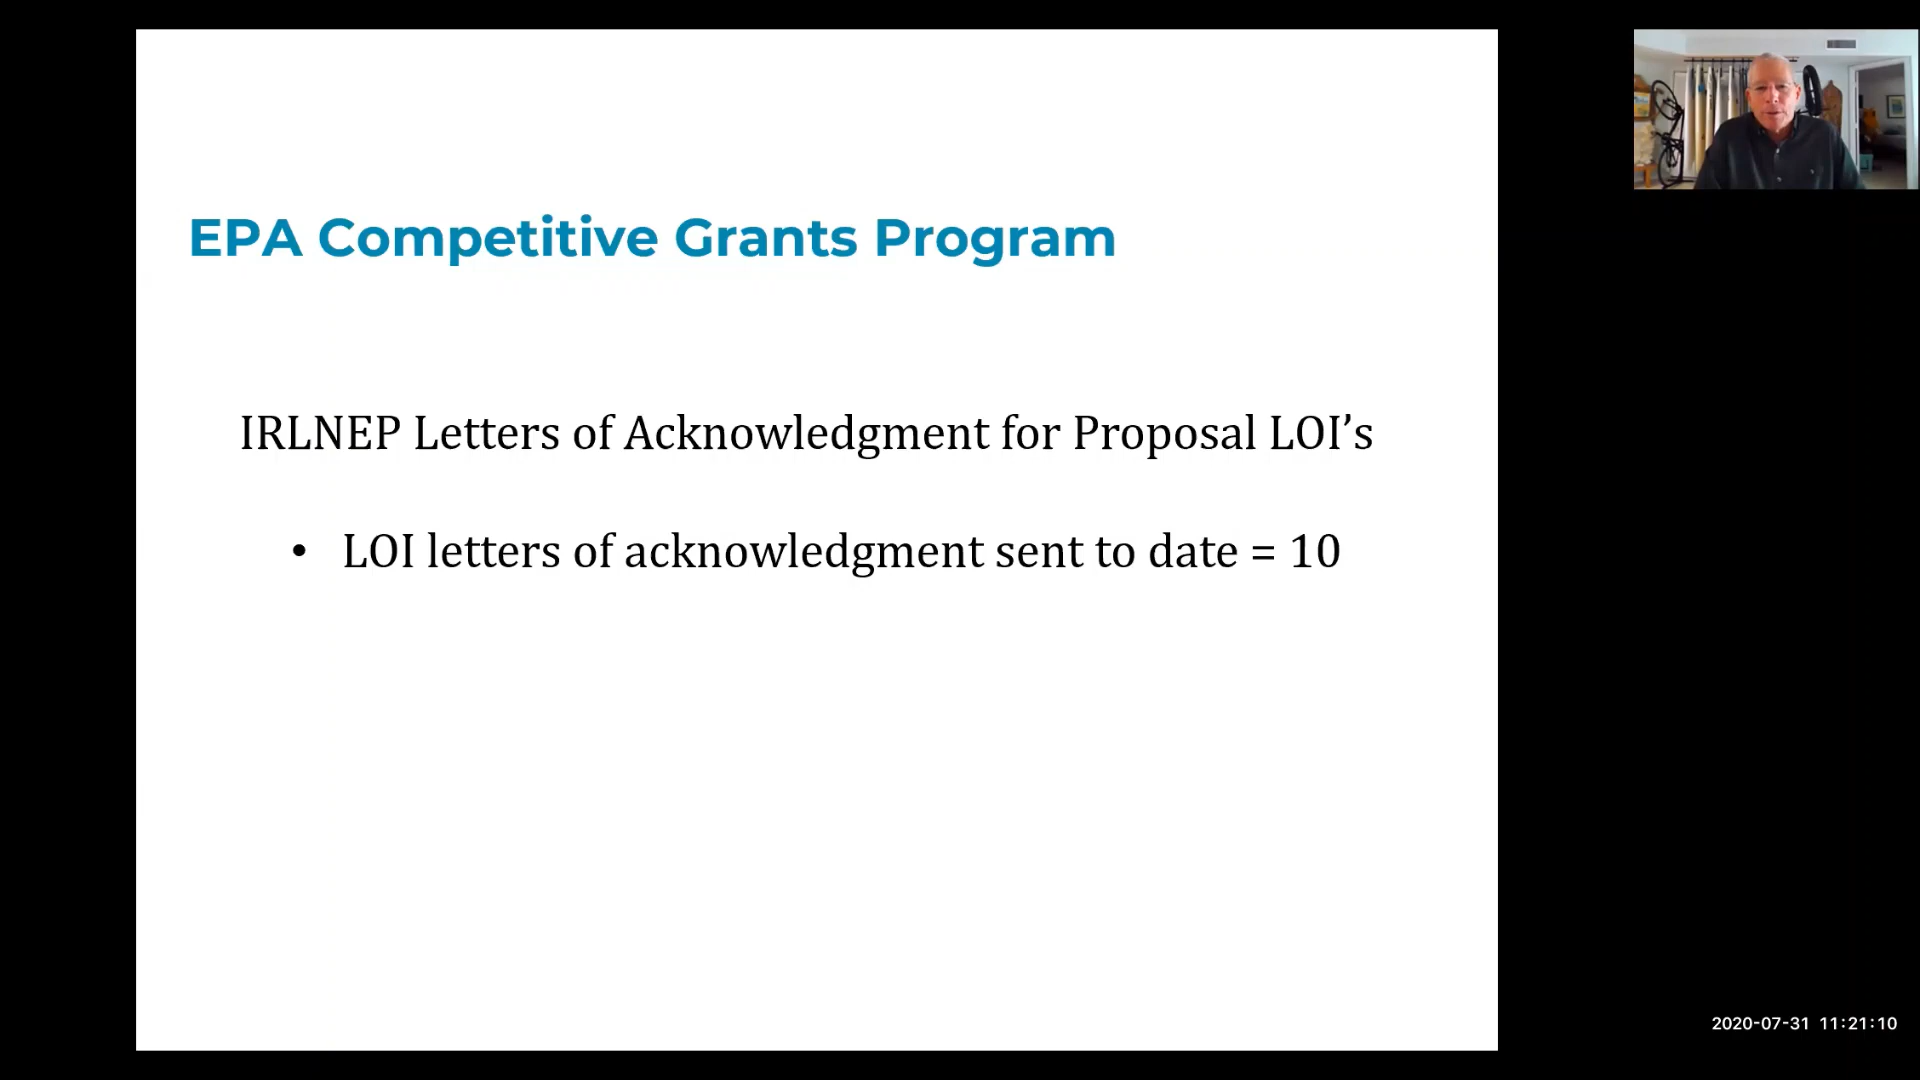 EPA Competitive Grants Program
IRLNEP Letters of Acknowledgment for Proposal LOI’s
• LOI letters of acknowledgment sent to date = 10
2020-07-31 11:21:10